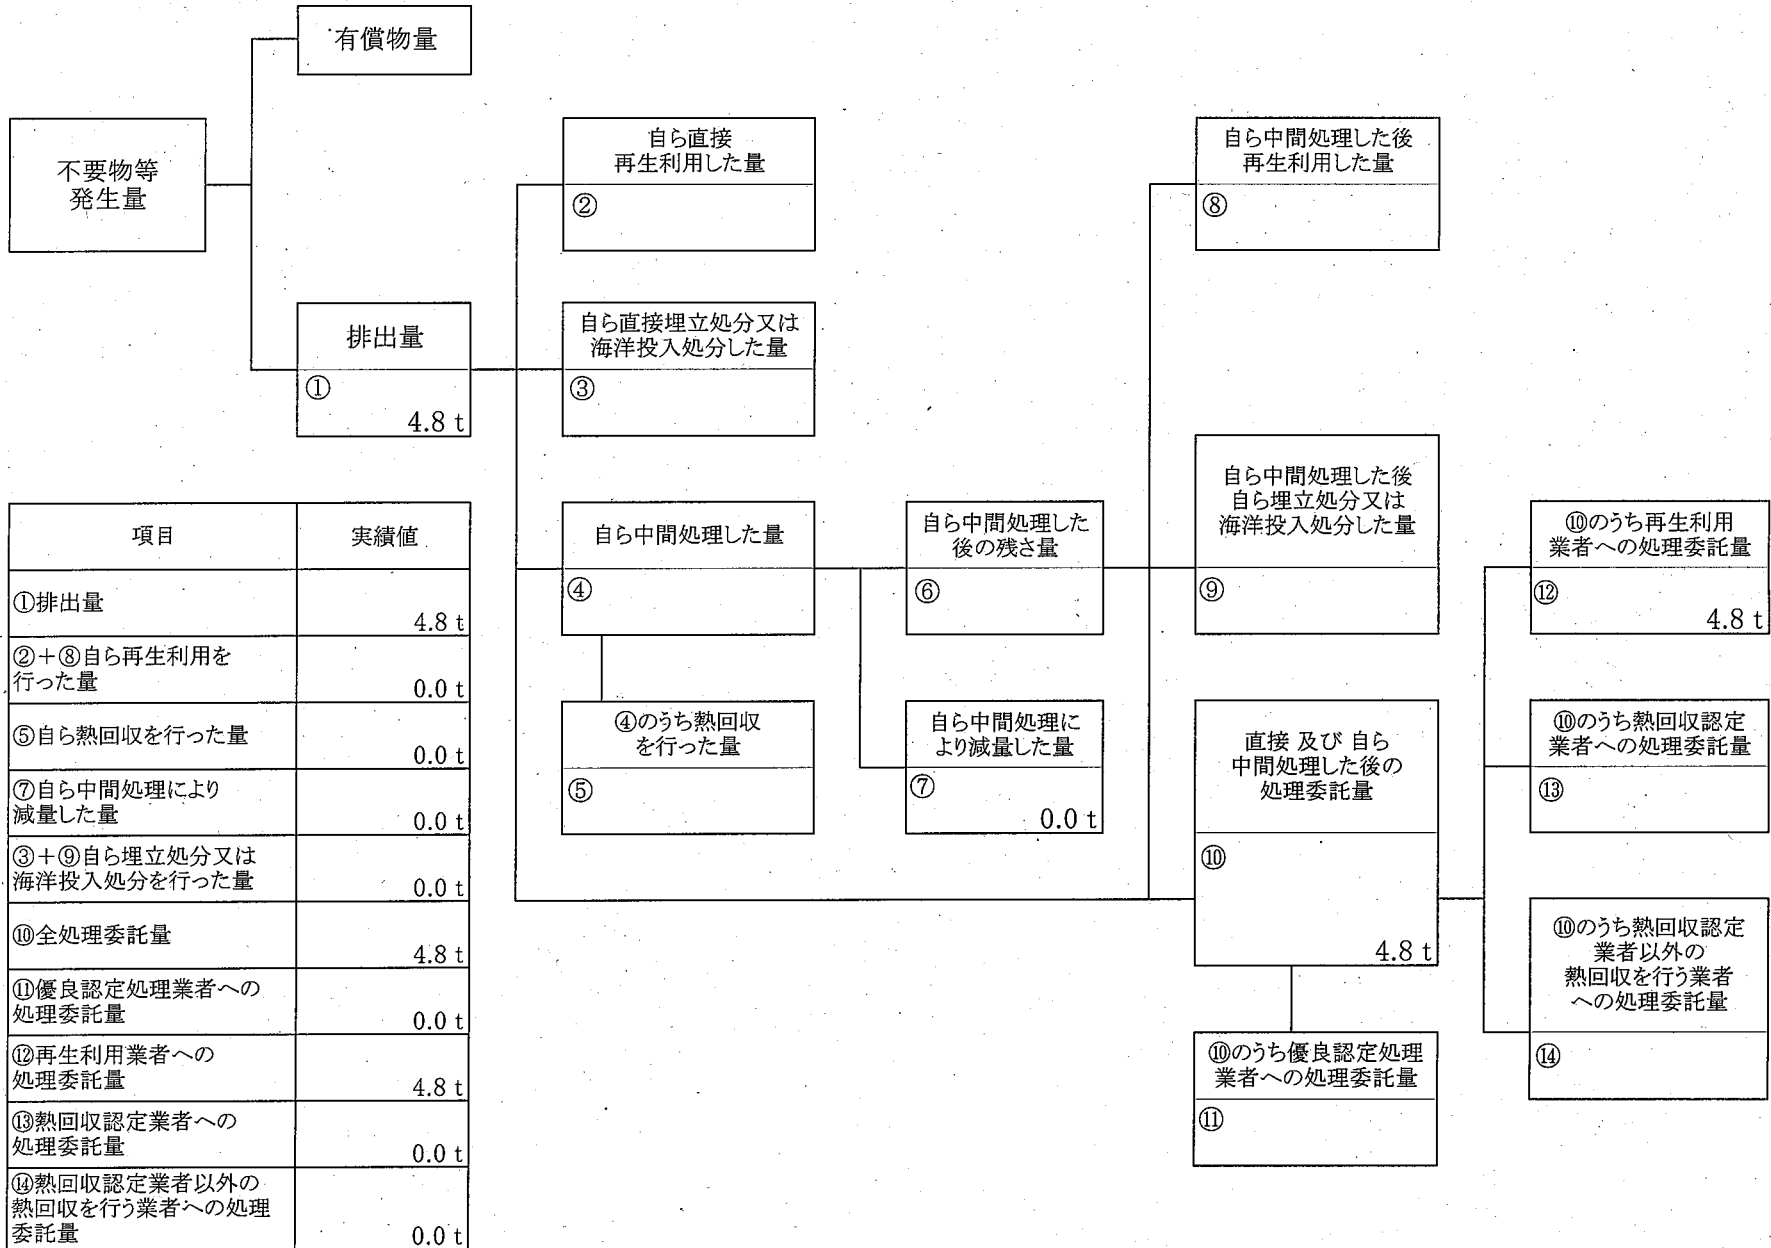 有償物量
不要物等
発生量
排出量
①
4.8 t
自ら直接
再生利用した量
②
自ら直接埋立処分又は
海洋投入処分した量
③
自ら中間処理した量
④
④のうち熱回収
を行った量
⑤
自ら中間処理した
後の残さ量
⑥
自ら中間処理に
より減量した量
⑦
0.0 t
自ら中間処理した後
再生利用した量
⑧
自ら中間処理した後
自ら埋立処分又は
海洋投入処分した量
⑨
直接 及び 自ら
中間処理した後の
処理委託量
⑩
4.8 t
⑩のうち優良認定処理
業者への処理委託量
⑪
⑩のうち再生利用
業者への処理委託量
⑫
4.8 t
⑩のうち熱回収認定
業者への処理委託量
⑬
⑩のうち熱回収認定
業者以外の
熱回収を行う業者
への処理委託量
⑭
項目 実績値
①排出量
4.8 t
②+⑧自ら再生利用を
行った量
0.0 t
⑤自ら熱回収を行った量
0.0 t
⑦自ら中間処理により
減量した量
0.0 t
③+⑨自ら埋立処分又は
海洋投入処分を行った量
0.0 t
⑩全処理委託量
4.8 t
⑪優良認定処理業者への
処理委託量
0.0 t
⑫再生利用業者への
処理委託量
4.8 t
⑬熱回収認定業者への
処理委託量
0.0 t
⑭熱回収認定業者以外の
熱回収を行う業者への処理
委託量
0.0 t